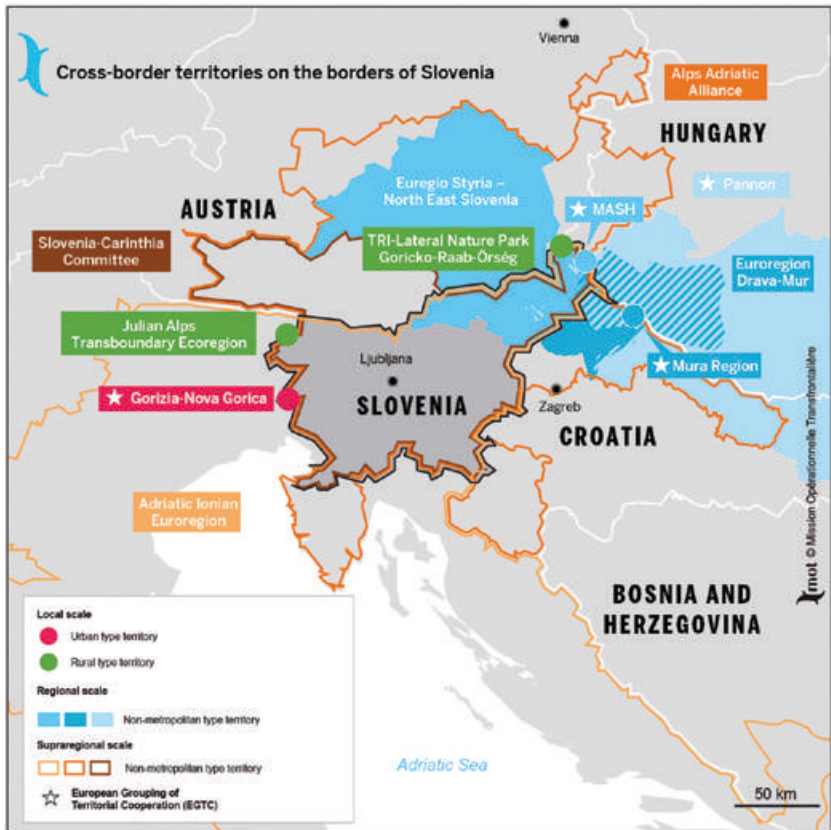 Vienna
Cross-border territories on the borders of Slovenia
Alps Adriatic
Alliance
HUNGARY
Euregio Styria –
North East Slovenia
★ Pannon
★ MASH
AUSTRIA
Slovenia-Carinthia
Committee
TRI-Lateral Nature Park
Goricko-Raab-Örség
Euroregion
Drava-Mur
Julian Alps
Transboundary Ecoregion
Ljubljana
★ Mura Region
★ Gorizia-Nova Gorica
SLOVENIA
Zagreb
CROATIA
Adriatic Ionian
Euroregion
mot © Mission Opérationnelle Transfrontalière
BOSNIA AND
HERZEGOVINA
Local scale
Urban type territory
Rural type territory
Regional scale
Non-metropolitan type territory
Supraregional scale
Non-metropolitan type territory
☆ European Grouping of
Territorial Cooperation (EGTC)
Adriatic Sea
50 km